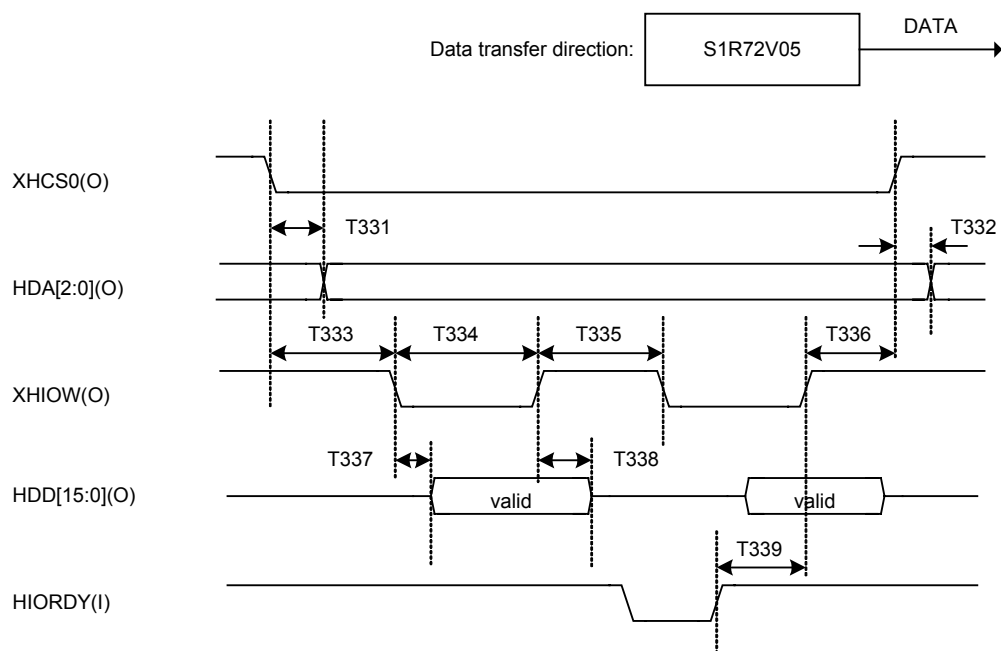 DATA
Data transfer direction: S1R72V05
XHCS0(O)
T331 T332
HDA[2:0](O)
T333 T334 T335 T336
XHIOW(O)
T337 T338
HDD[15:0](O) valid valid
T339
HIORDY(I)